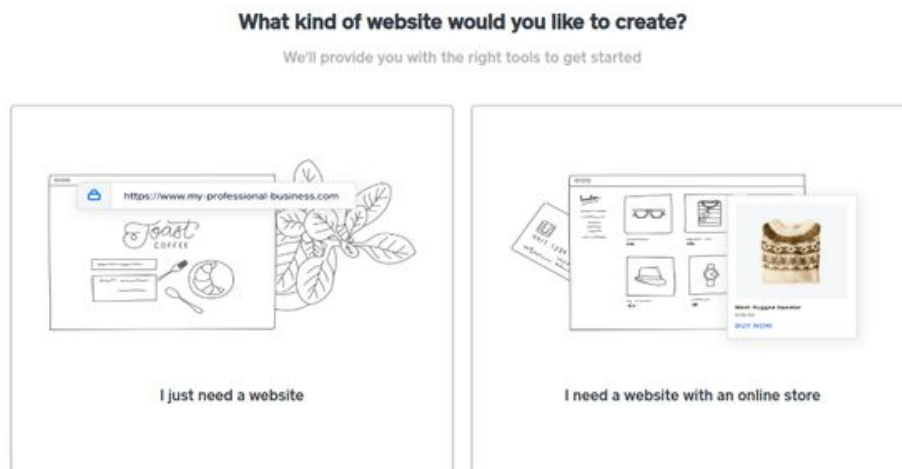 What kind of website would you like to create?
We'll provide you with the right tools to get started
https://www.my-professional-business.com
Toast
COFFEE
BUY NOW
I just need a website
I need a website with an online store